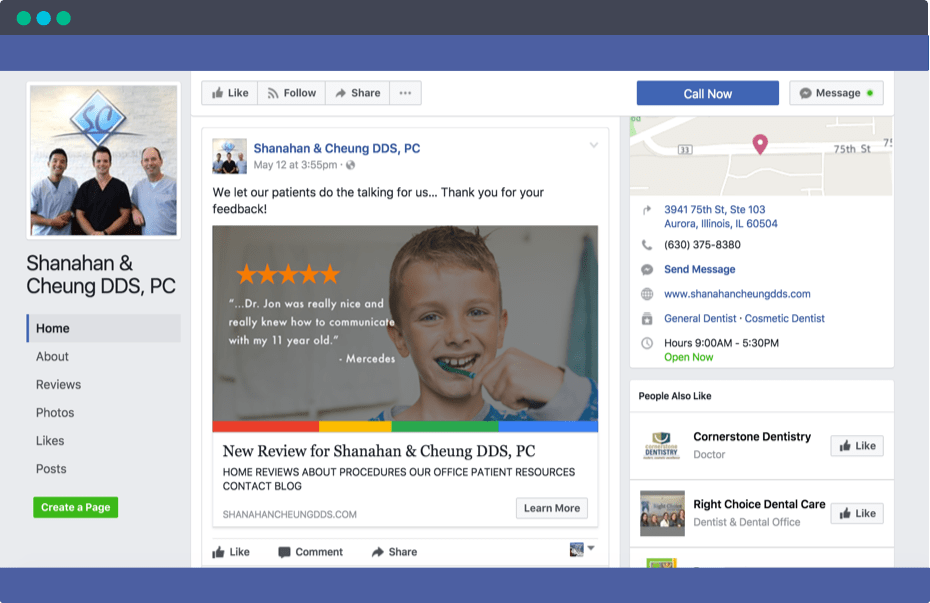 SC
Shanahan &
Cheung DDS, PC
Home
About
Reviews
Photos
Likes
Posts
Create a Page
Like
Follow
Share
...
Call Now
Message
Shanahan & Cheung DDS, PC
May 12 at 3:55pm ·
We let our patients do the talking for us... Thank you for your
feedback!
"...Dr. Jon was really nice and
really knew how to communicate
with my 11 year old."
- Mercedes
New Review for Shanahan & Cheung DDS, PC
HOME REVIEWS ABOUT PROCEDURES OUR OFFICE PATIENT RESOURCES
CONTACT BLOG
SHANAHANCHEUNGDDS.COM
Learn More
Like
Comment
Share
33
75th St
3941 75th St, Ste 103
Aurora, Illinois, IL 60504
(630) 375-8380
Send Message
www.shanahancheungdds.com
General Dentist · Cosmetic Dentist
Hours 9:00AM - 5:30PM
Open Now
People Also Like
CORNERSTONE
DENTISTRY
Cornerstone Dentistry
Doctor
Like
Right Choice
Right Choice Dental Care
Dentist & Dental Office
Like